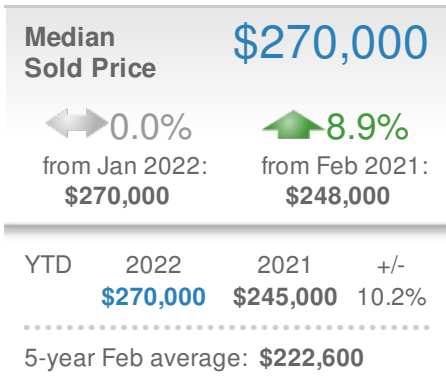 Median $270,000
Sold Price
0.0% 8.9%
from Jan 2022: from Feb 2021:
$270,000 $248,000
YTD 2022 2021 +/-
$270,000 $245,000 10.2%
5-year Feb average: $222,600